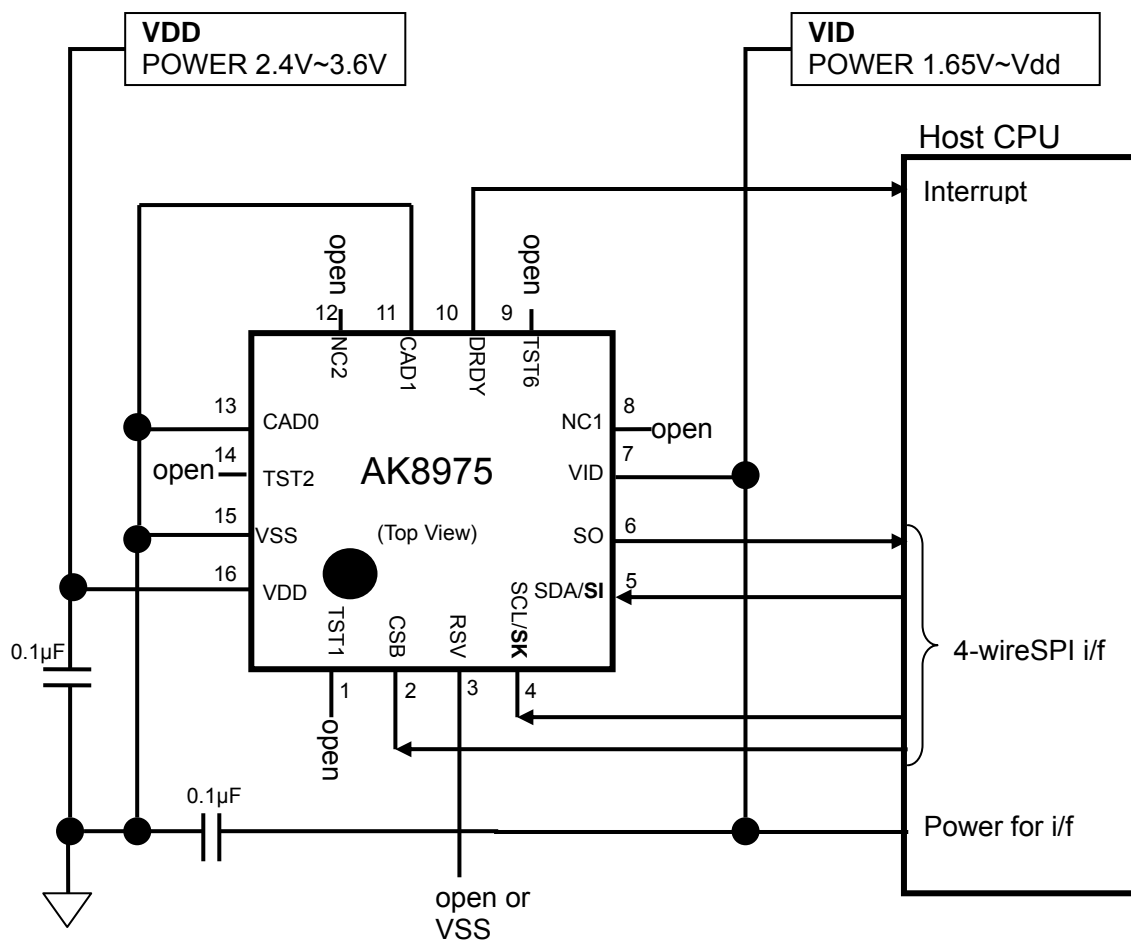 VDD
POWER 2.4V~3.6V
VID
POWER 1.65V~Vdd
Host CPU
Interrupt
open
open
12
11
10
9
NC2
CAD1
DRDY
TST6
13
CAD0
8
NC1
open
14
open
TST2
AK8975
7
VID
15
VSS
(Top View)
6
SO
16
VDD
5
SDA/SI
TST1
CSB
RSV
SCL/SK
4-wireSPI i/f
0.1µF
1
2
3
4
open
0.1µF
Power for i/f
open or
VSS